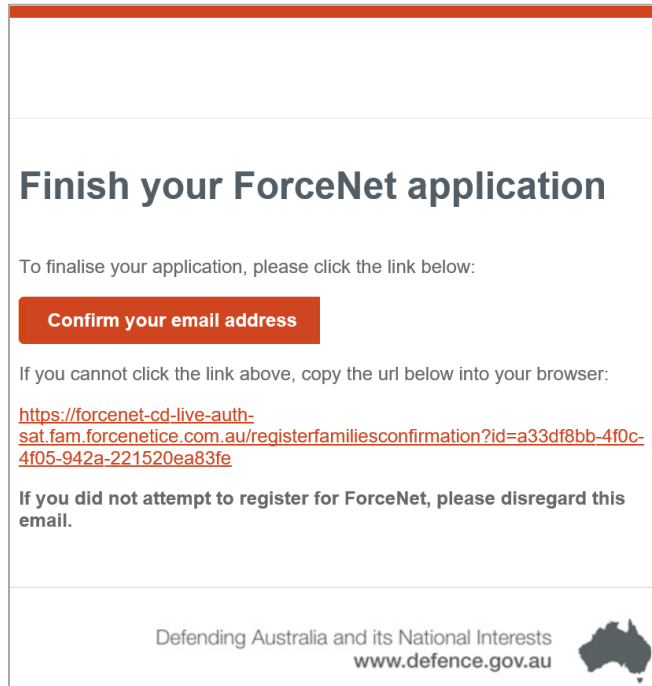 Finish your ForceNet application
To finalise your application, please click the link below:
Confirm your email address
If you cannot click the link above, copy the url below into your browser:
https://forcenet-cd-live-auth-
sat.fam.forcenetice.com.au/registerfamiliesconfirmation?id=a33df8bb-4f0c-
4f05-942a-221520ea83fe
If you did not attempt to register for ForceNet, please disregard this
email.
Defending Australia and its National Interests
www.defence.gov.au